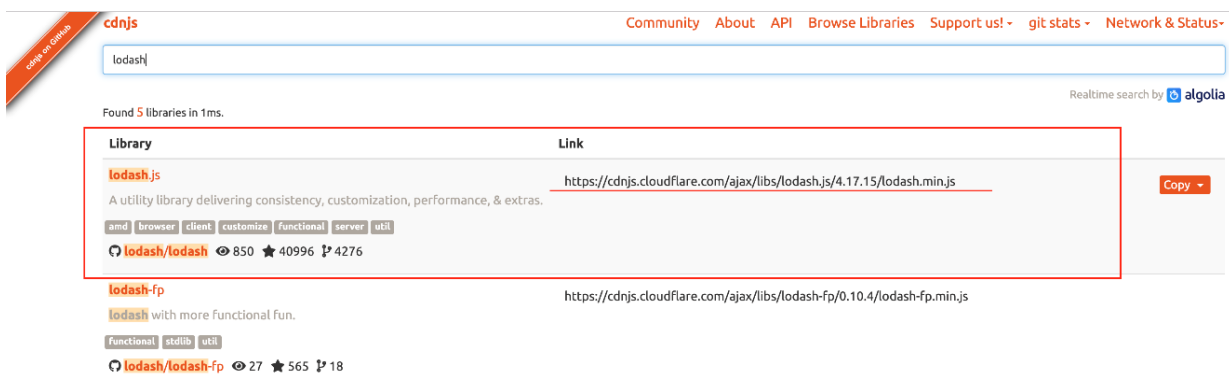 cdnjs on GitHub
cdnjs Community About API Browse Libraries Support us! git stats Network & Status
lodash
Realtime search by algolia
Found 5 libraries in 1ms.
Library Link
lodash.js https://cdnjs.cloudflare.com/ajax/libs/lodash.js/4.17.15/lodash.min.js Copy
A utility library delivering consistency, customization, performance, & extras.
amd browser client customize functional server util
lodash/lodash 850 40996 4276
lodash-fp https://cdnjs.cloudflare.com/ajax/libs/lodash-fp/0.10.4/lodash-fp.min.js
lodash with more functional fun.
functional stdlib util
lodash/lodash-fp 27 565 18